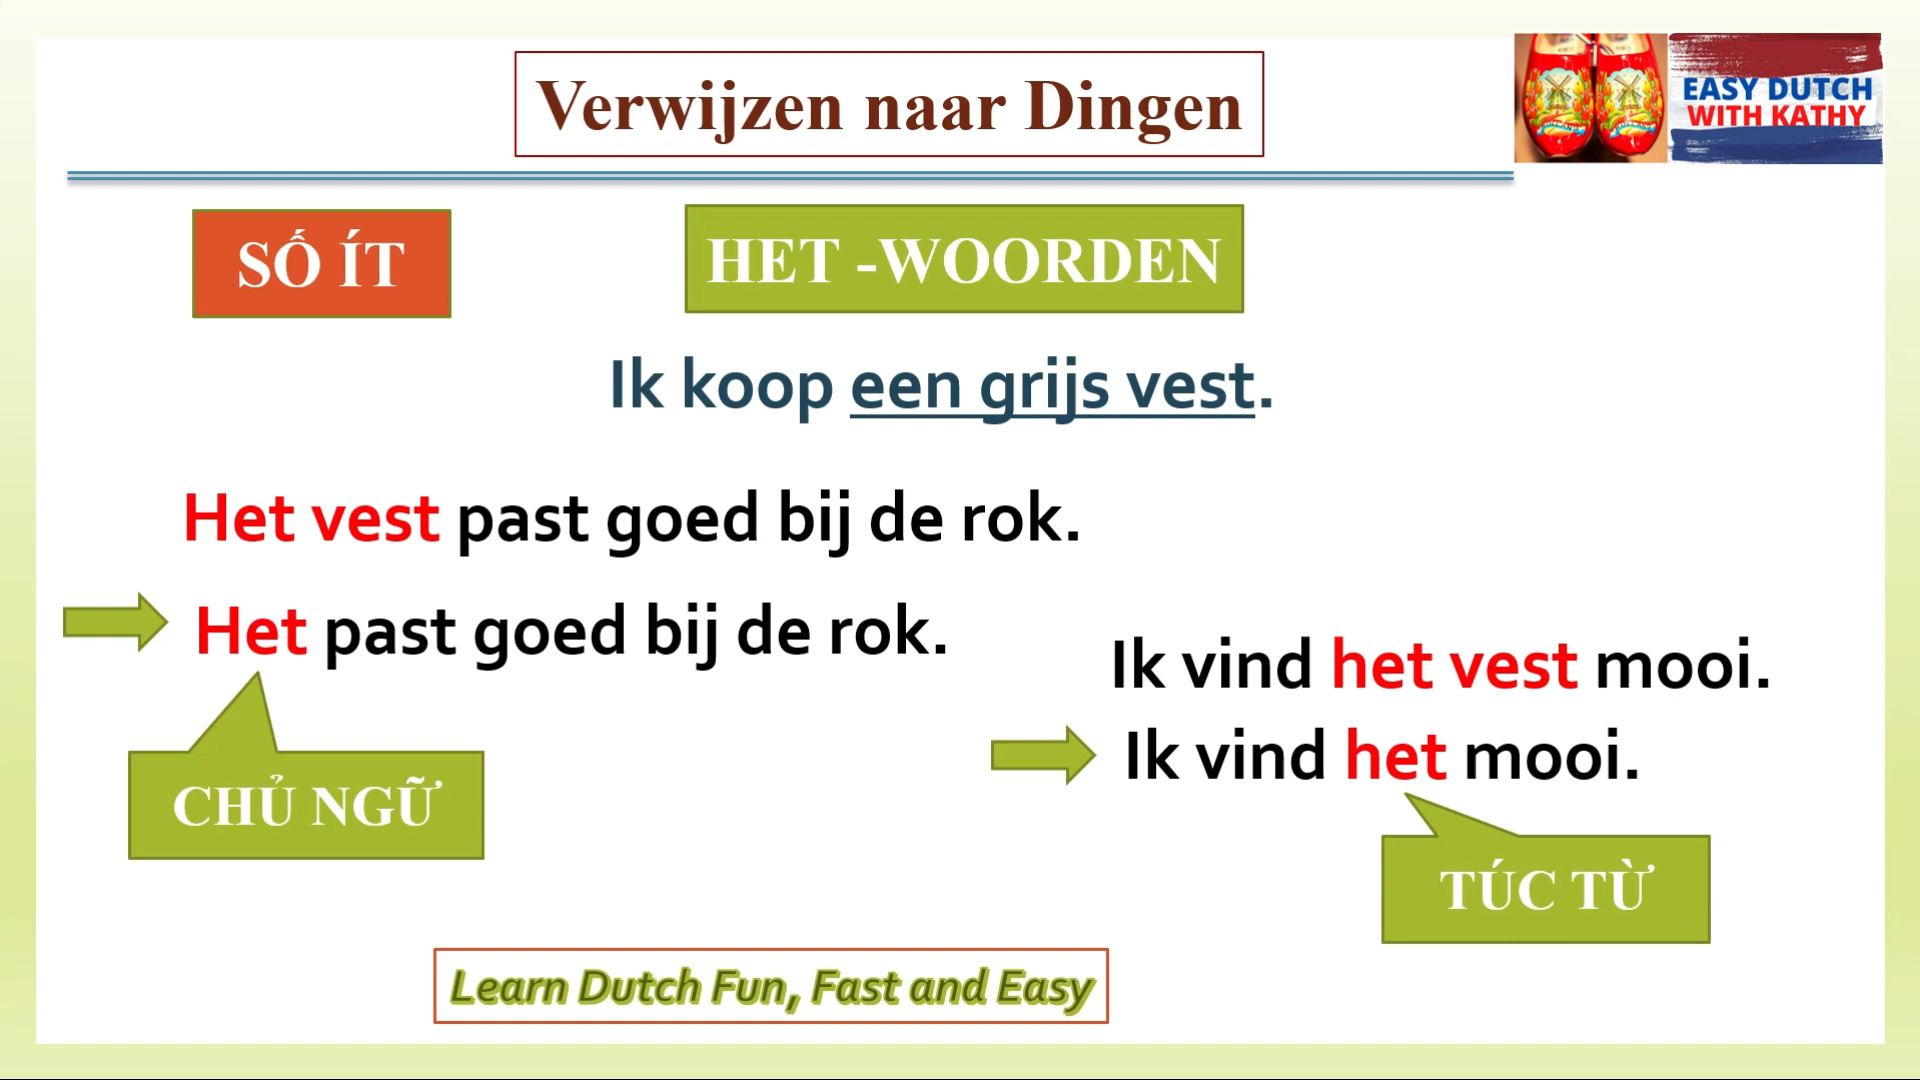 Verwijzen naar Dingen
EASY DUTCH
WITH KATHY
SỐ ÍT
HET -WOORDEN
Ik koop een grijs vest.
Het vest past goed bij de rok.
Het past goed bij de rok.
Ik vind het vest mooi.
Ik vind het mooi.
CHỦ NGỮ
TÚC TỪ
Learn Dutch Fun, Fast and Easy